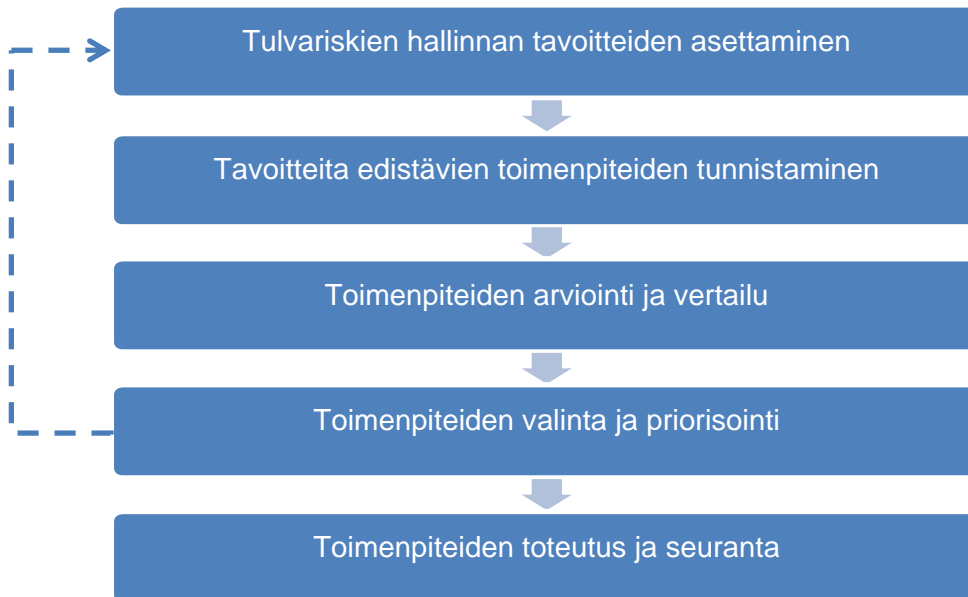 Tulvariskien hallinnan tavoitteiden asettaminen
Tavoitteita edistävien toimenpiteiden tunnistaminen
Toimenpiteiden arviointi ja vertailu
Toimenpiteiden valinta ja priorisointi
Toimenpiteiden toteutus ja seuranta